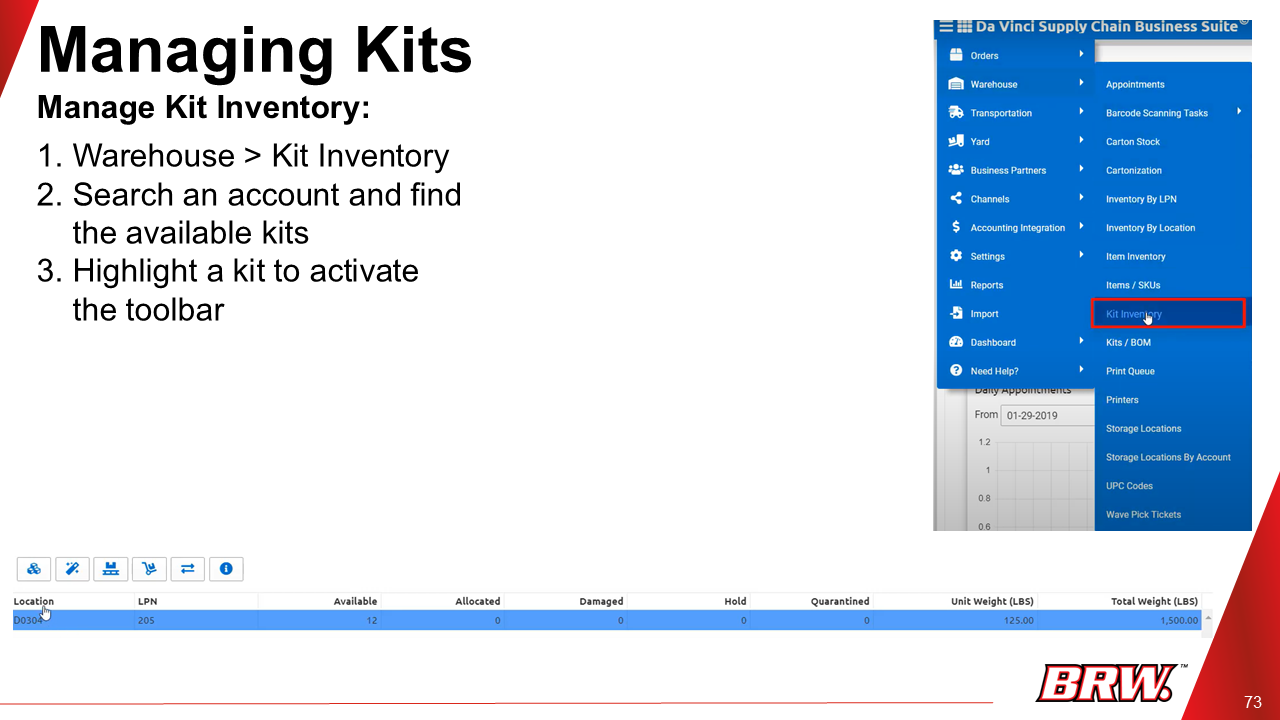 Managing Kits
Manage Kit Inventory:
1. Warehouse > Kit Inventory
2. Search an account and find
the available kits
3. Highlight a kit to activate
the toolbar
Da Vinci Supply Chain Business Suite©
Orders
Warehouse
Transportation
Yard
Business Partners
Channels
Accounting Integration
Settings
Reports
Import
Dashboard
Need Help?
Appointments
Barcode Scanning Tasks
Carton Stock
Cartonization
Inventory By LPN
Inventory By Location
Item Inventory
Items / SKUs
Kit Inventory
Kits / BOM
Print Queue
Printers
Storage Locations
Storage Locations By Account
UPC Codes
Wave Pick Tickets
Daily Appointments
From 01-29-2019
1.2
1
0.8
0.6
Location LPN Available Allocated Damaged Hold Quarantined Unit Weight (LBS) Total Weight (LBS)
D0304 205 12 0 0 0 0 125.00 1,500.00
BRW.™
73